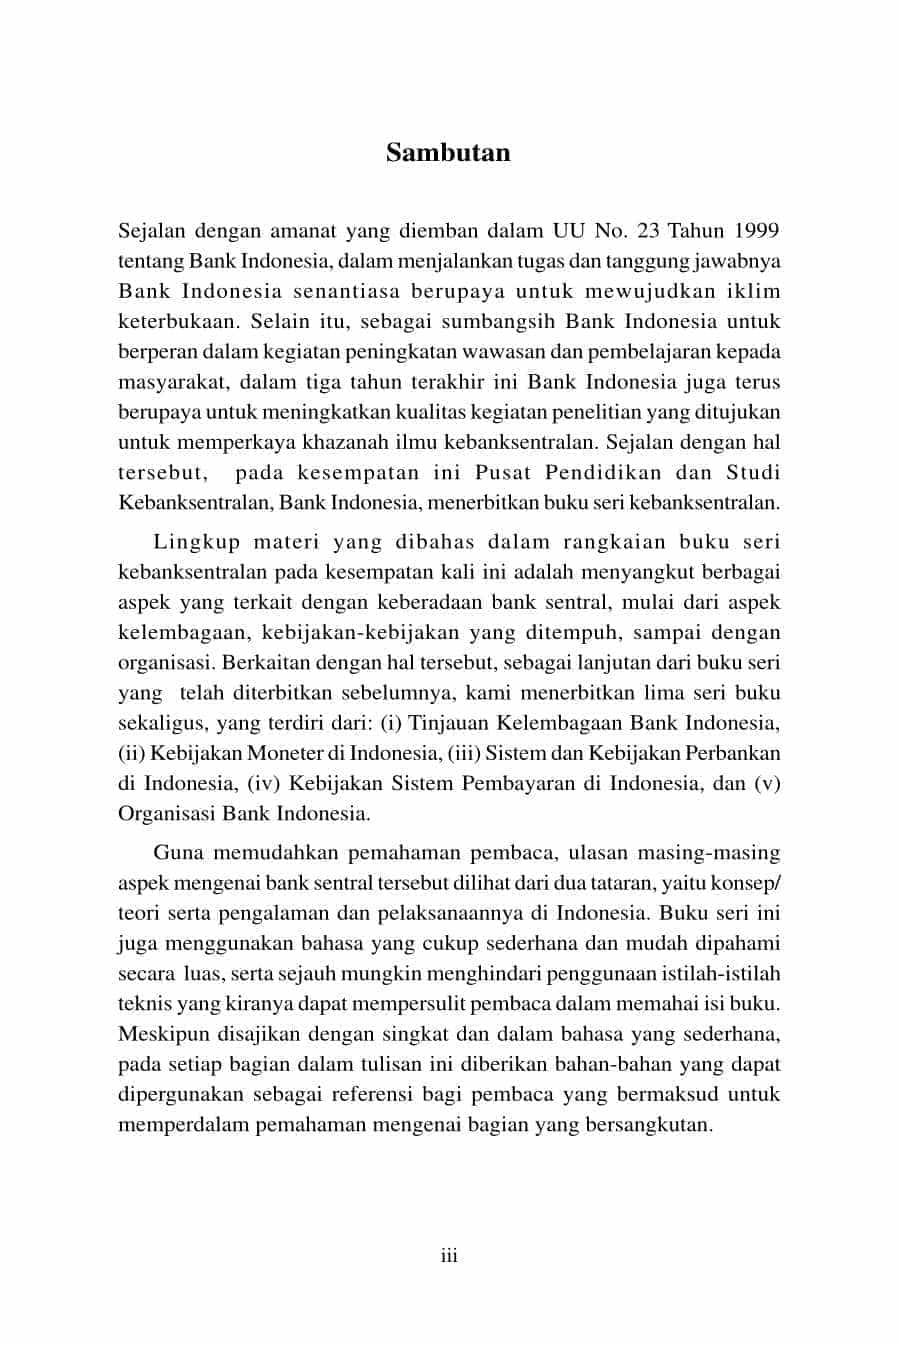 Sambutan
Sejalan dengan amanat yang diemban dalam UU No. 23 Tahun 1999
tentang Bank Indonesia, dalam menjalankan tugas dan tanggung jawabnya
Bank Indonesia senantiasa berupaya untuk mewujudkan iklim
keterbukaan. Selain itu, sebagai sumbangsih Bank Indonesia untuk
berperan dalam kegiatan peningkatan wawasan dan pembelajaran kepada
masyarakat, dalam tiga tahun terakhir ini Bank Indonesia juga terus
berupaya untuk meningkatkan kualitas kegiatan penelitian yang ditujukan
untuk memperkaya khazanah ilmu kebanksentralan. Sejalan dengan hal
tersebut, pada kesempatan ini Pusat Pendidikan dan Studi
Kebanksentralan, Bank Indonesia, menerbitkan buku seri kebanksentralan.
Lingkup materi yang dibahas dalam rangkaian buku seri
kebanksentralan pada kesempatan kali ini adalah menyangkut berbagai
aspek yang terkait dengan keberadaan bank sentral, mulai dari aspek
kelembagaan, kebijakan-kebijakan yang ditempuh, sampai dengan
organisasi. Berkaitan dengan hal tersebut, sebagai lanjutan dari buku seri
yang telah diterbitkan sebelumnya, kami menerbitkan lima seri buku
sekaligus, yang terdiri dari: (i) Tinjauan Kelembagaan Bank Indonesia,
(ii) Kebijakan Moneter di Indonesia, (iii) Sistem dan Kebijakan Perbankan
di Indonesia, (iv) Kebijakan Sistem Pembayaran di Indonesia, dan (v)
Organisasi Bank Indonesia.
Guna memudahkan pemahaman pembaca, ulasan masing-masing
aspek mengenai bank sentral tersebut dilihat dari dua tataran, yaitu konsep/
teori serta pengalaman dan pelaksanaannya di Indonesia. Buku seri ini
juga menggunakan bahasa yang cukup sederhana dan mudah dipahami
secara luas, serta sejauh mungkin menghindari penggunaan istilah-istilah
teknis yang kiranya dapat mempersulit pembaca dalam memahai isi buku.
Meskipun disajikan dengan singkat dan dalam bahasa yang sederhana,
pada setiap bagian dalam tulisan ini diberikan bahan-bahan yang dapat
dipergunakan sebagai referensi bagi pembaca yang bermaksud untuk
memperdalam pemahaman mengenai bagian yang bersangkutan.
iii